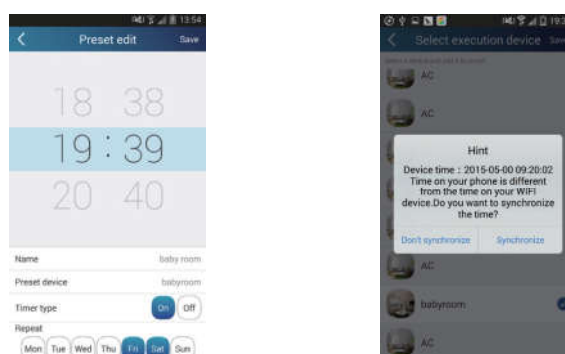 13:54
Preset edit Save
18 38
19 : 39
20 40
Name baby room
Preset device babyroom
Timer type On Off
Repeat
Mon Tue Wed Thu Fri Sat Sun
Select execution device
AC
AC
Hint
Device time : 2015-05-00 09:20:02
Time on your phone is different
from the time on your WIFI
device.Do you want to synchronize
the time?
Don't synchronize Synchronize
AC
babyroom
AC